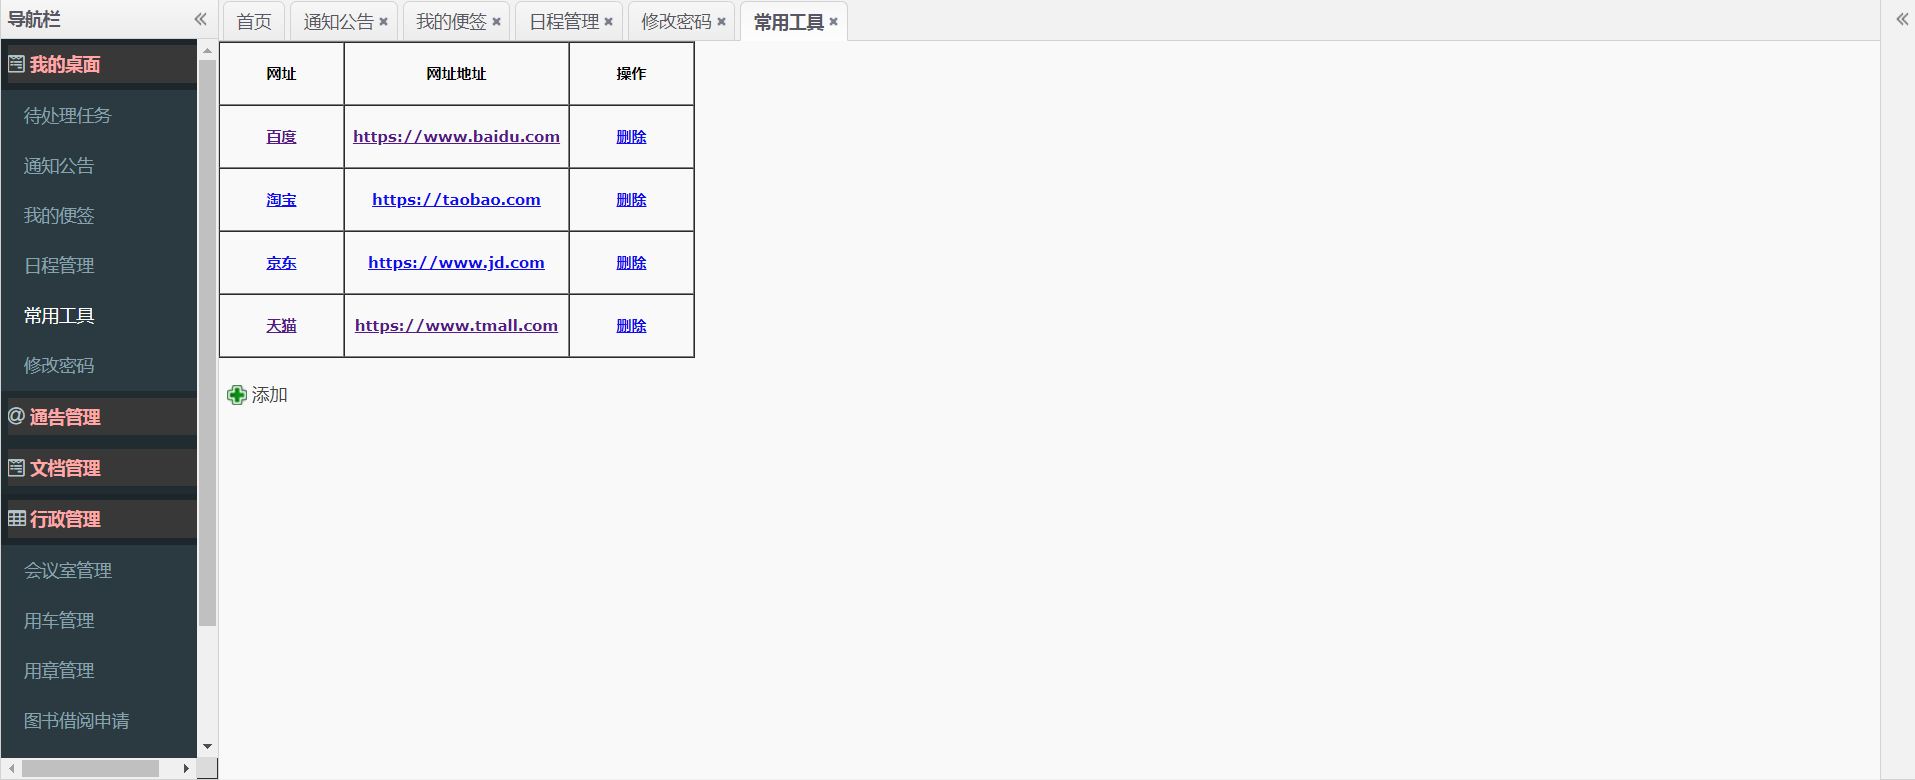 导航栏
我的桌面
待处理任务
通知公告
我的便签
日程管理
常用工具
修改密码
@ 通告管理
文档管理
行政管理
会议室管理
用车管理
用章管理
图书借阅申请
首页 通知公告 我的便签 日程管理 修改密码 常用工具
网址 网址地址 操作
百度 https://www.baidu.com 删除
淘宝 https://taobao.com 删除
京东 https://www.jd.com 删除
天猫 https://www.tmall.com 删除
添加